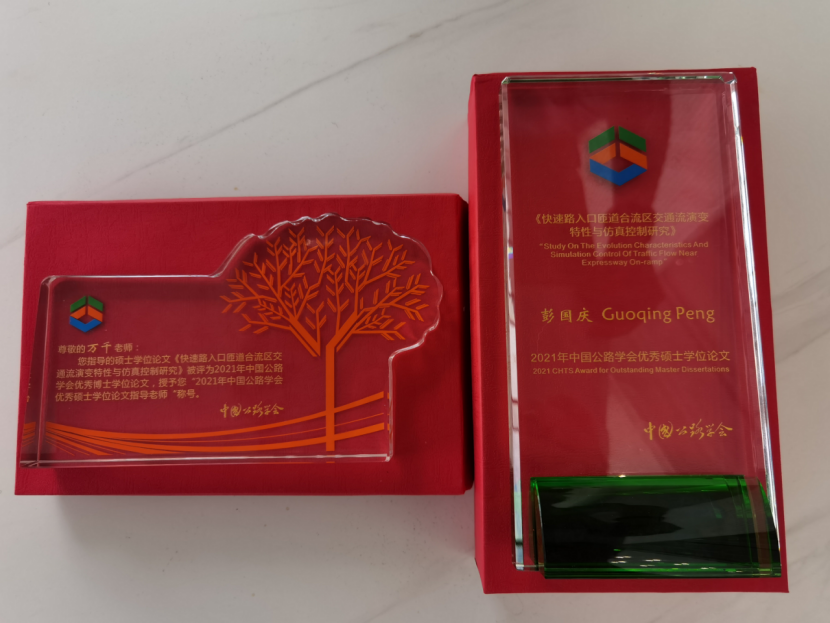 尊敬的万千老师：
您指导的硕士学位论文《快速路入口匝道合流区交
通流演变特性与仿真控制研究》被评为2021年中国公路
学会优秀博士学位论文，授予您“2021年中国公路学会
优秀硕士学位论文指导老师“称号。
中国公路学会
《快速路入口匝道合流区交通流演变
特性与仿真控制研究》
"Study On The Evolution Characteristics And
Simulation Control Of Traffic Flow Near
Expressway On-ramp"
彭国庆 Guoqing Peng
2021年中国公路学会优秀硕士学位论文
2021 CHTS Award for Outstanding Master Dissertations
中国公路学会